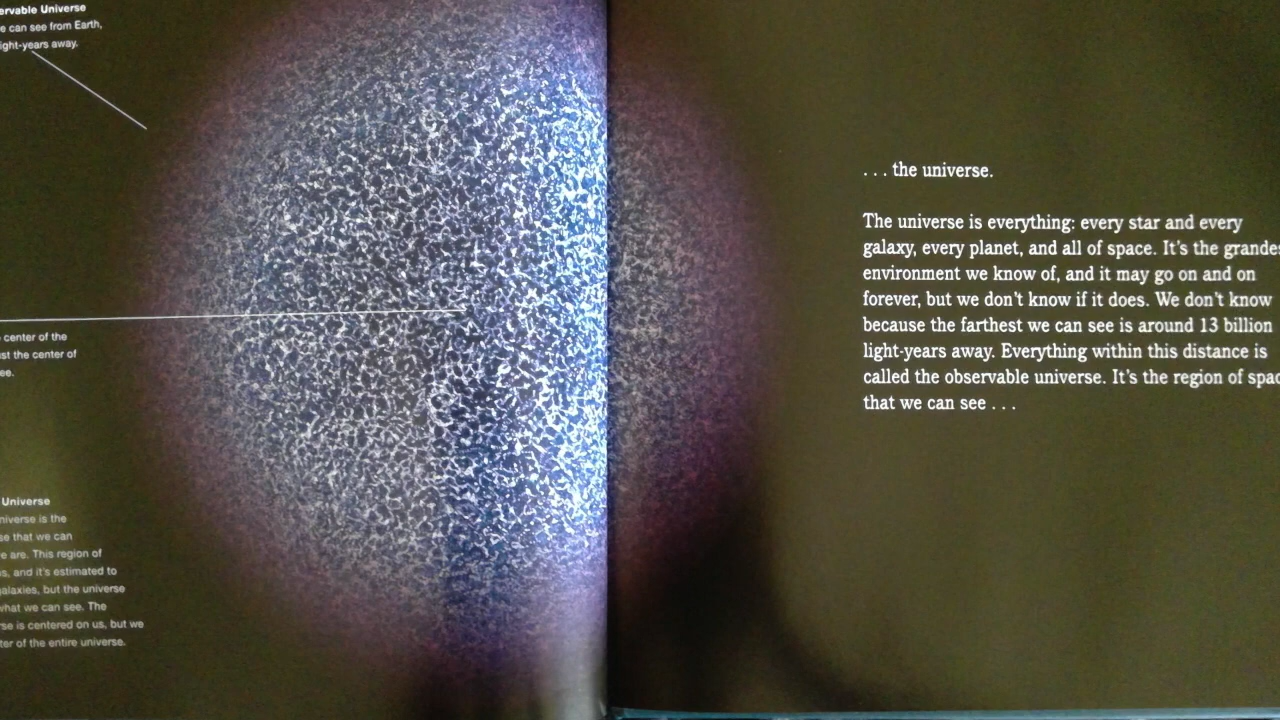 ervable Universe
e can see from Earth,
ight-years away.
center of the
st the center of
ee.
Universe
niverse is the
se that we can
e are. This region of
s, and it's estimated to
galaxies, but the universe
what we can see. The
rse is centered on us, but we
ter of the entire universe.
. . . the universe.
The universe is everything: every star and every
galaxy, every planet, and all of space. It's the grandes
environment we know of, and it may go on and on
forever, but we don't know if it does. We don't know
because the farthest we can see is around 13 billion
light-years away. Everything within this distance is
called the observable universe. It's the region of spac
that we can see . . .